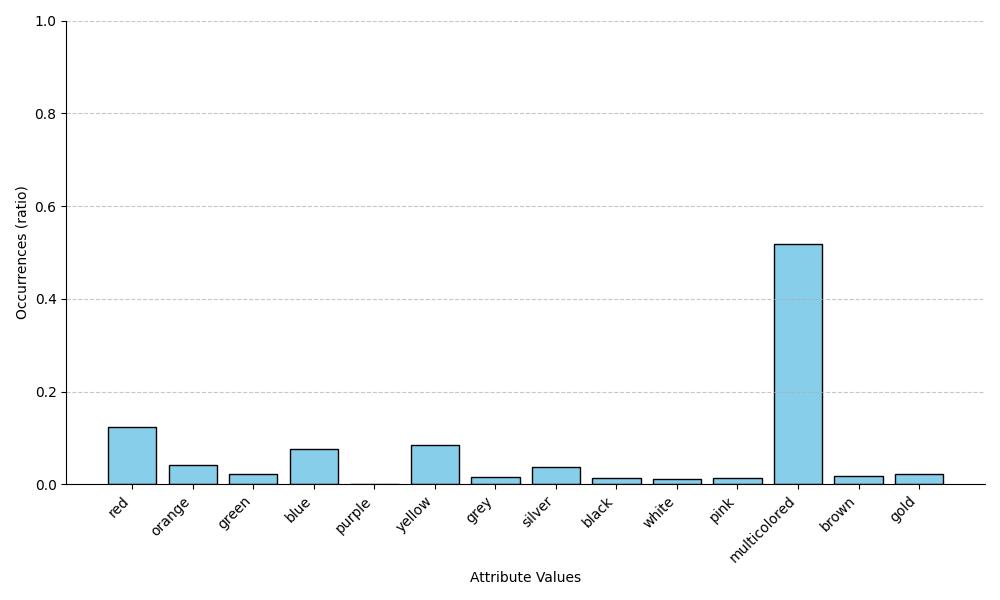 1.0
0.8
0.6
0.4
0.2
0.0
Occurrences (ratio)
red
orange
green
blue
purple
yellow
grey
silver
black
white
pink
multicolored
brown
gold
Attribute Values